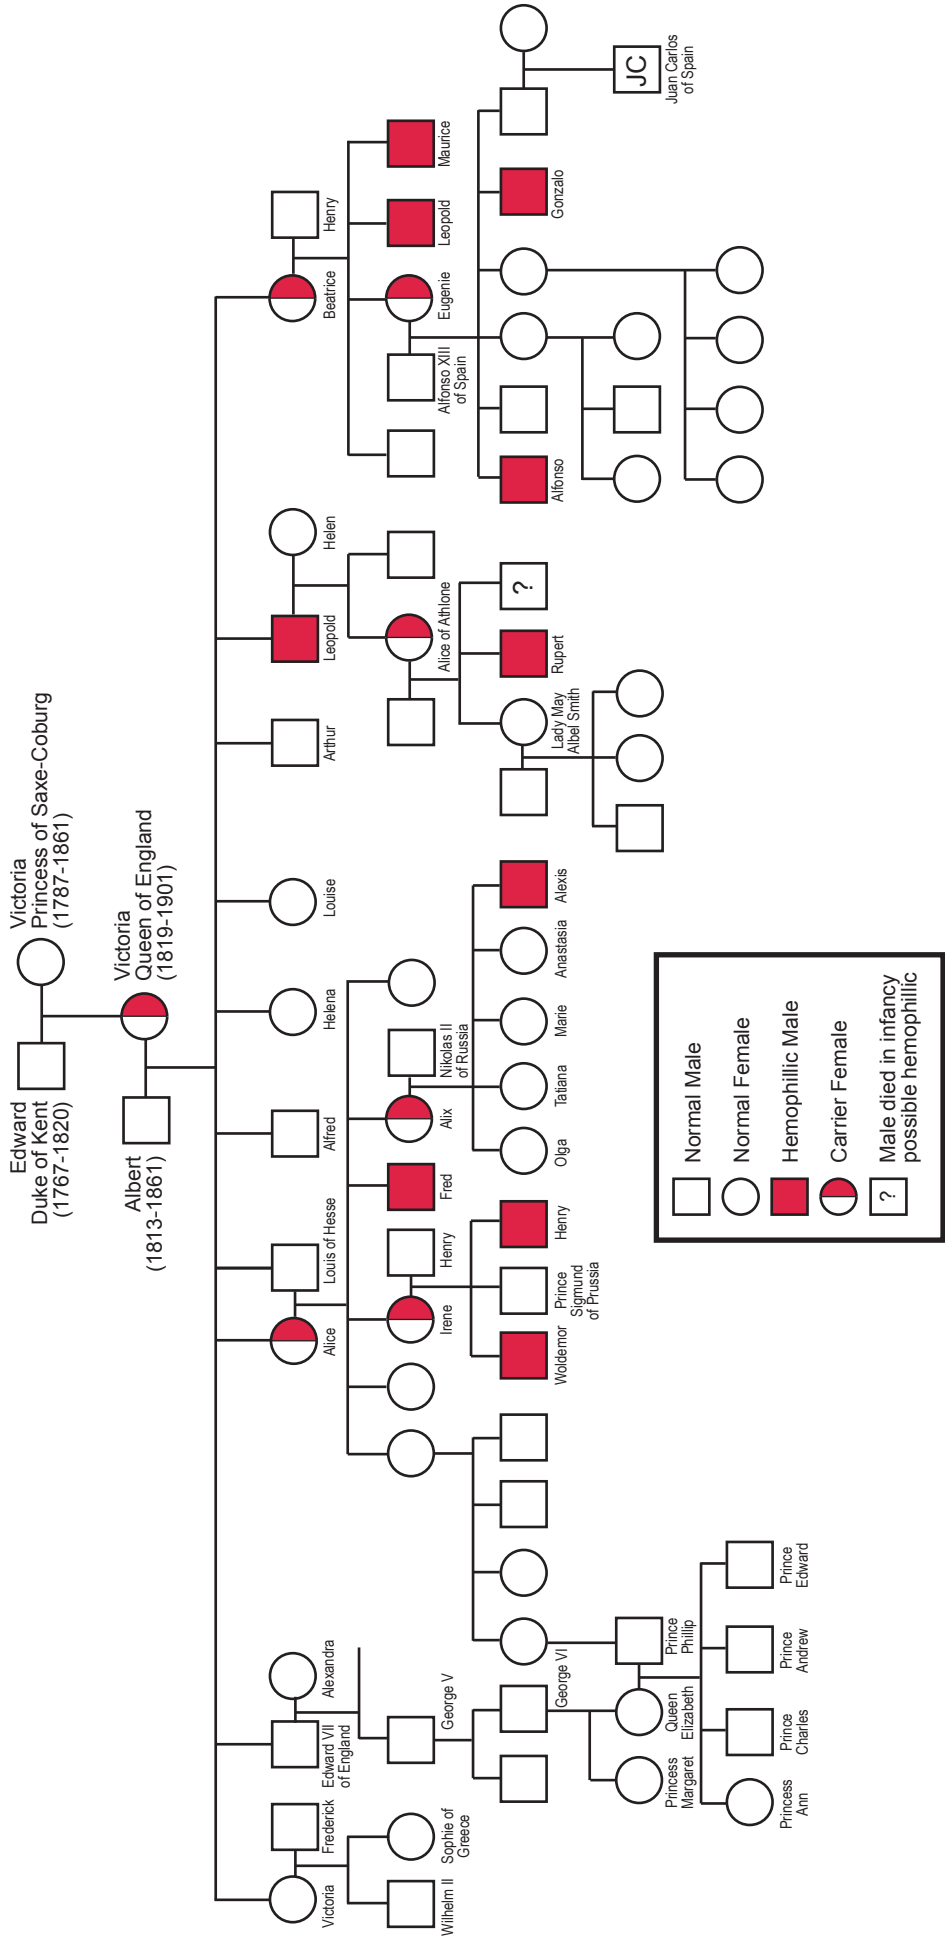 Edward
Duke of Kent
(1767-1820)
Victoria
Princess of Saxe-Coburg
(1787-1861)
Albert
(1813-1861)
Victoria
Queen of England
(1819-1901)
Victoria
Frederick
Edward VII
of England
Alexandra
Alice
Louis of Hesse
Alfred
Helena
Louise
Arthur
Leopold
Helen
Beatrice
Henry
Wilhelm II
Sophie of
Greece
George V
Irene
Henry
Fred
Alix
Nikolas II
of Russia
Alice of Athlone
Alfonso XIII
of Spain
Eugenie
Leopold
Maurice
George VI
Woldemor
Prince
Sigmund
of Prussia
Henry
Olga
Tatiana
Marie
Anastasia
Alexis
Lady May
Albel Smith
Rupert
?
Alfonso
Gonzalo
Princess
Margaret
Queen
Elizabeth
Prince
Phillip
JC
Juan Carlos
of Spain
Princess
Ann
Prince
Charles
Prince
Andrew
Prince
Edward
Normal Male
Normal Female
Hemophillic Male
Carrier Female
?
Male died in infancy
possible hemophillic